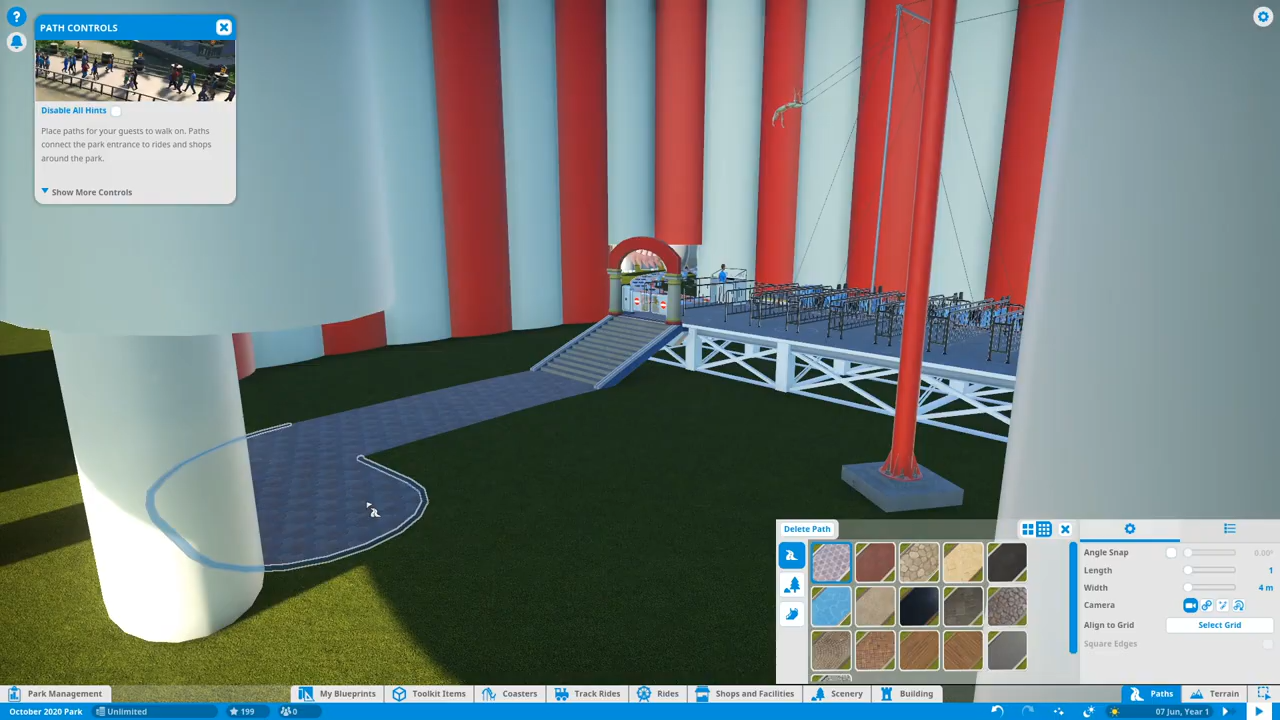 ?
PATH CONTROLS
Disable All Hints
Place paths for your guests to walk on. Paths
connect the park entrance to rides and shops
around the park.
Show More Controls
Delete Path
Angle Snap 0.00°
Length 1
Width 4 m
Camera
Align to Grid Select Grid
Square Edges
Park Management My Blueprints Toolkit Items Coasters Track Rides Rides Shops and Facilities Scenery Building Paths Terrain
October 2020 Park Unlimited 199 0 07 Jun, Year 1